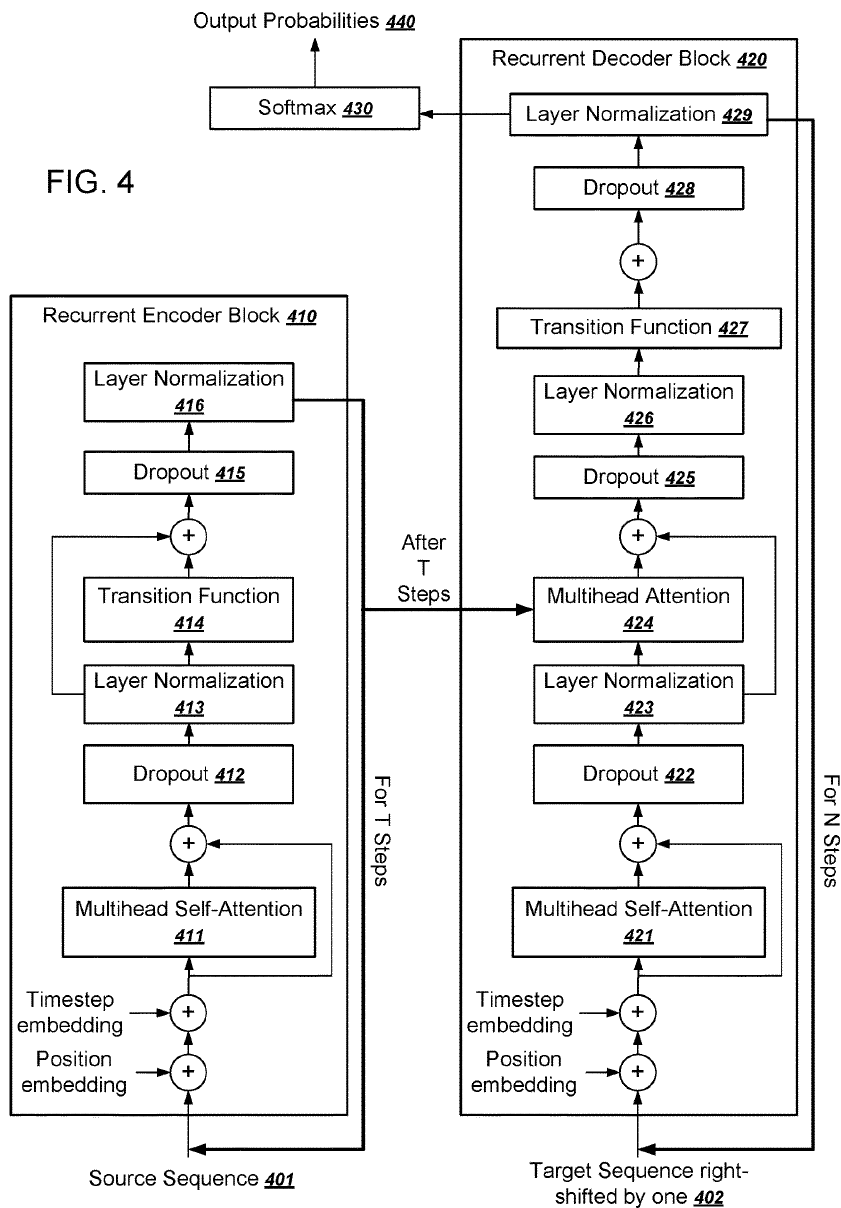 Output Probabilities 440
Recurrent Decoder Block 420
Softmax 430
Layer Normalization 429
FIG. 4
Dropout 428
+
Transition Function 427
Layer Normalization
426
Dropout 425
+
Multihead Attention
424
Layer Normalization
423
Dropout 422
+
Multihead Self-Attention
421
Timestep
embedding
+
Position
embedding
+
Target Sequence right-
shifted by one 402
For N Steps
Recurrent Encoder Block 410
Layer Normalization
416
Dropout 415
+
Transition Function
414
Layer Normalization
413
Dropout 412
+
Multihead Self-Attention
411
Timestep
embedding
+
Position
embedding
+
Source Sequence 401
For T Steps
After
T
Steps